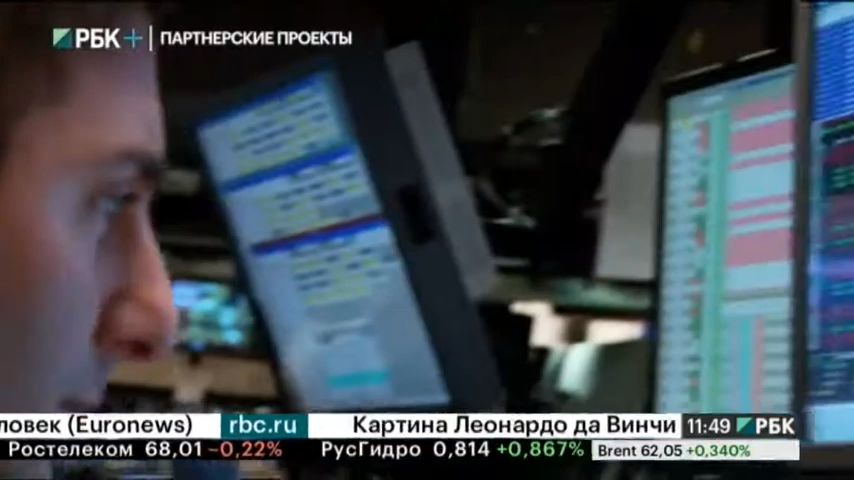 РБК+ | ПАРТНЕРСКИЕ ПРОЕКТЫ
ловек (Euronews) rbc.ru Картина Леонардо да Винчи 11:49 РБК
Ростелеком 68,01 -0,22% РусГидро 0,814 +0,867% Brent 62,05 +0,340%